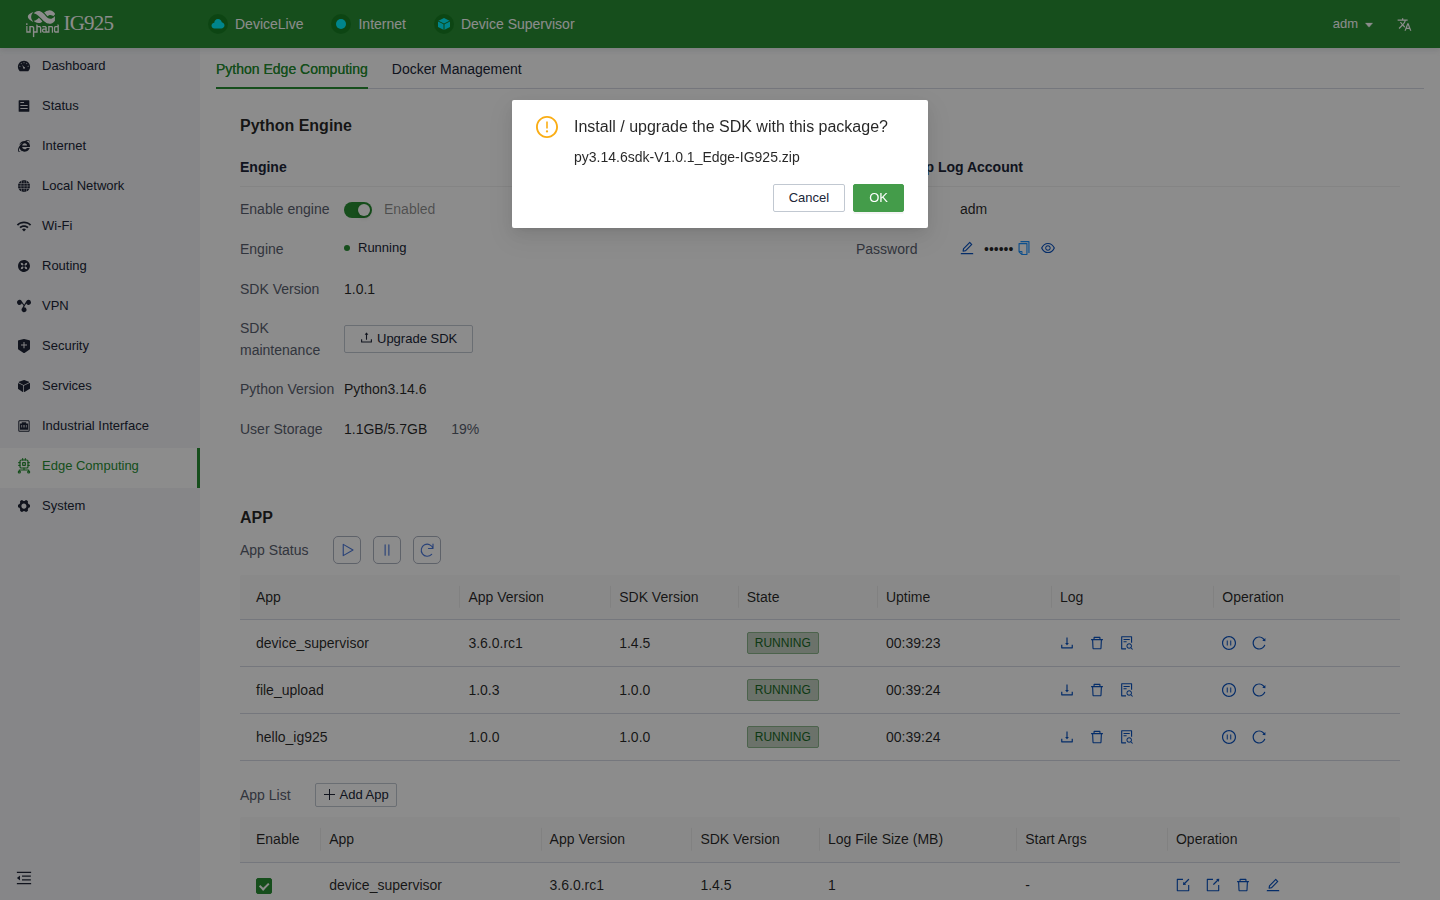 inhand IG925
DeviceLive Internet Device Supervisor adm
Dashboard
Status
Internet
Local Network
Wi-Fi
Routing
VPN
Security
Services
Industrial Interface
Edge Computing
System
Python Edge Computing Docker Management
Install / upgrade the SDK with this package?
py3.14.6sdk-V1.0.1_Edge-IG925.zip
Cancel OK
Python Engine
Engine
Log Account
Enable engine Enabled adm
Engine Running Password ••••••
SDK Version 1.0.1
SDK
maintenance
Upgrade SDK
Python Version Python3.14.6
User Storage 1.1GB/5.7GB 19%
APP
App Status
App App Version SDK Version State Uptime Log Operation
device_supervisor 3.6.0.rc1 1.4.5 RUNNING 00:39:23
file_upload 1.0.3 1.0.0 RUNNING 00:39:24
hello_ig925 1.0.0 1.0.0 RUNNING 00:39:24
App List Add App
Enable App App Version SDK Version Log File Size (MB) Start Args Operation
device_supervisor 3.6.0.rc1 1.4.5 1 -